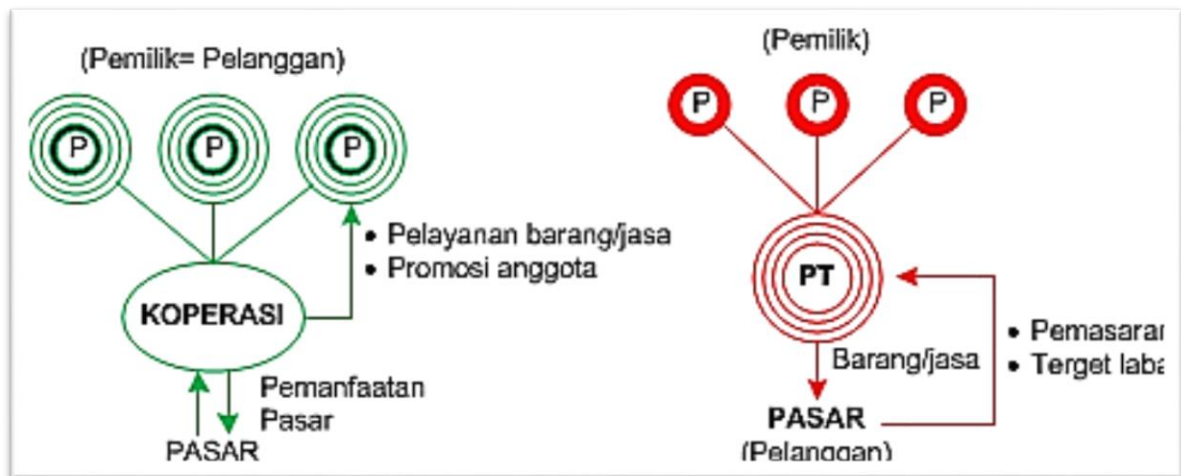 (Pemilik= Pelanggan)
P P P
• Pelayanan barang/jasa
• Promosi anggota
KOPERASI
Pemanfaatan
Pasar
PASAR
(Pemilik)
P P P
PT
• Pemasaran
• Terget laba
Barang/jasa
PASAR
(Pelanggan)